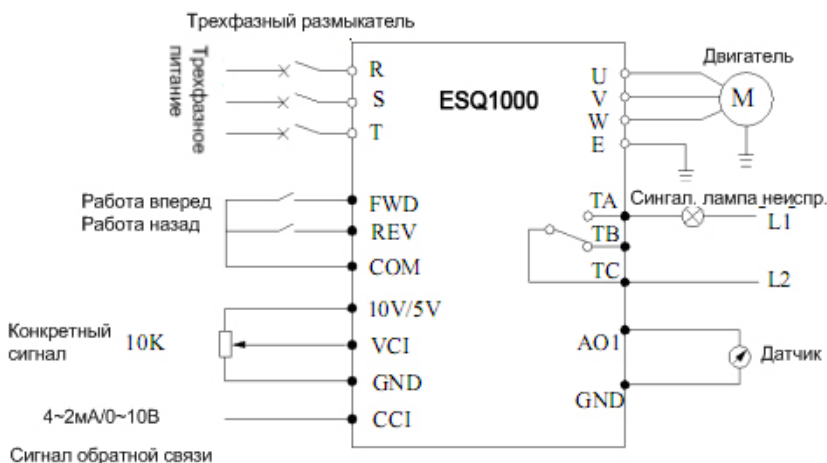 Трехфазный размыкатель
Трехфазное
питание
R
S
T
ESQ1000
U
V
W
E
Двигатель
M
Работа вперед
Работа назад
FWD
REV
COM
TA
TB
TC
Сингал. лампа неиспр.
L1
L2
Конкретный
сигнал
10K
10V/5V
VCI
GND
CCI
AO1
GND
Датчик
4~2мА/0~10В
Сигнал обратной связи